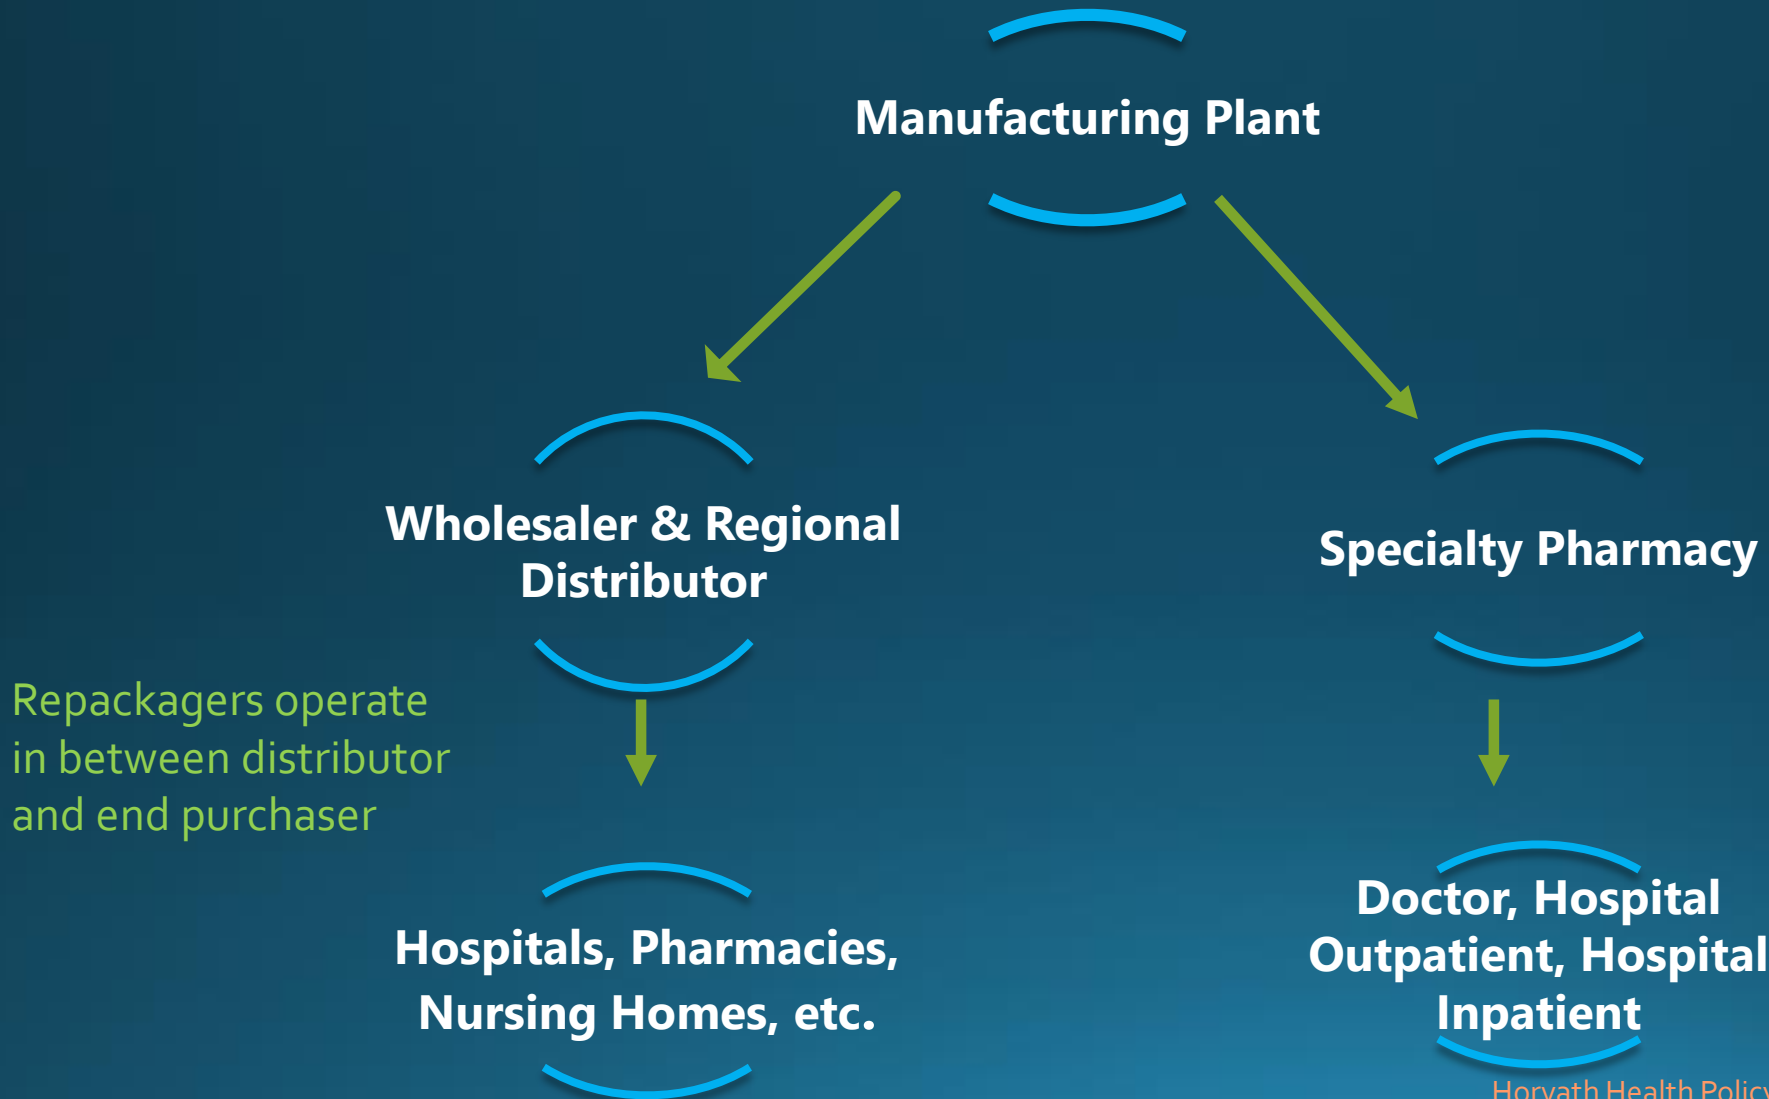 Manufacturing Plant
Wholesaler & Regional
Distributor
Specialty Pharmacy
Repackagers operate
in between distributor
and end purchaser
Hospitals, Pharmacies,
Nursing Homes, etc.
Doctor, Hospital
Outpatient, Hospital
Inpatient
Horvath Health Policy